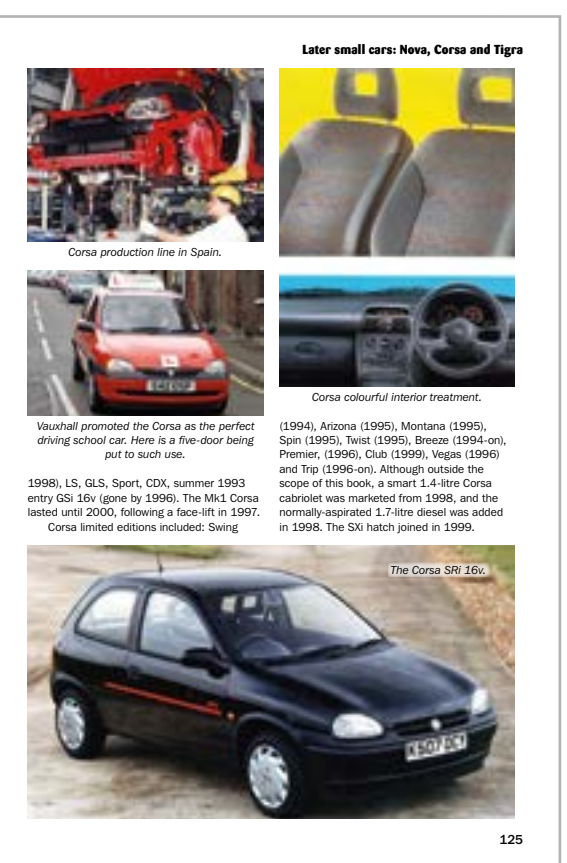 Later small cars: Nova, Corsa and Tigra
Corsa production line in Spain.
Vauxhall promoted the Corsa as the perfect
driving school car. Here is a five-door being
put to such use.
1998), LS, GLS, Sport, CDX, summer 1993
entry GSi 16v (gone by 1996). The Mk1 Corsa
lasted until 2000, following a face-lift in 1997.
Corsa limited editions included: Swing
Corsa colourful interior treatment.
(1994), Arizona (1995), Montana (1995),
Spin (1995), Twist (1995), Breeze (1994-on),
Premier, (1996), Club (1999), Vegas (1996)
and Trip (1996-on). Although outside the
scope of this book, a smart 1.4-litre Corsa
cabriolet was marketed from 1998, and the
normally-aspirated 1.7-litre diesel was added
in 1998. The SXi hatch joined in 1999.
The Corsa SRi 16v.
K507 OCY
125